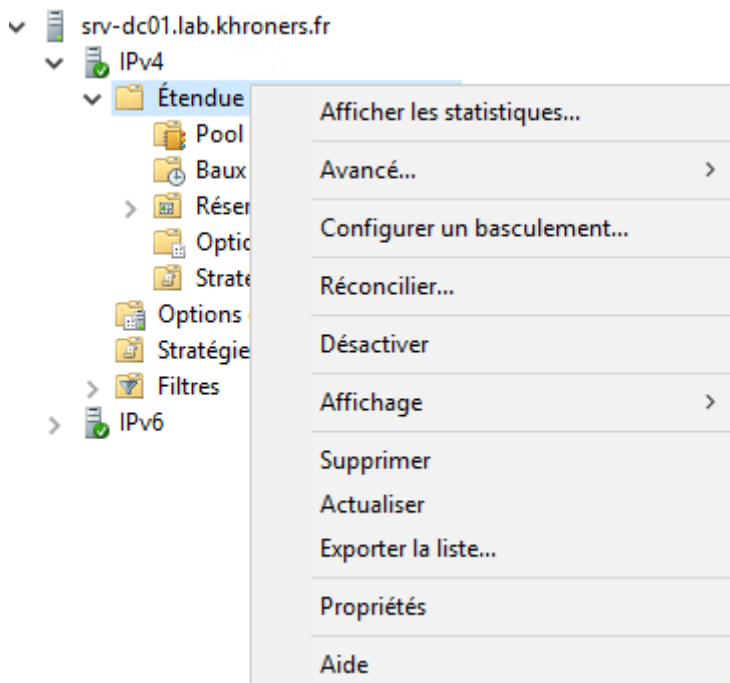 srv-dc01.lab.khroners.fr
IPv4
Étendue
Pool
Baux
Réser
Optio
Straté
Options
Stratégie
Filtres
IPv6
Afficher les statistiques...
Avancé...
Configurer un basculement...
Réconcilier...
Désactiver
Affichage
Supprimer
Actualiser
Exporter la liste...
Propriétés
Aide